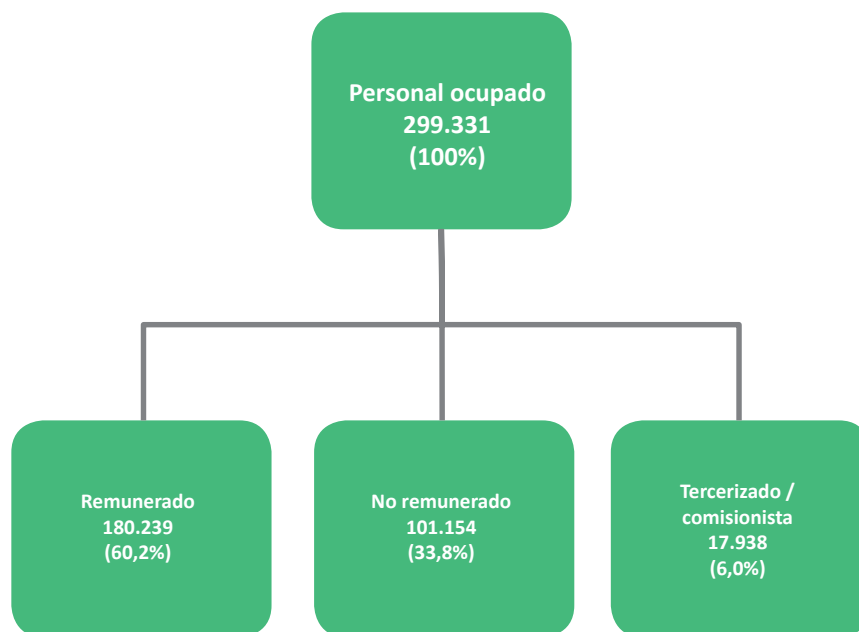 Personal ocupado
299.331
(100%)
Remunerado
180.239
(60,2%)
No remunerado
101.154
(33,8%)
Tercerizado /
comisionista
17.938
(6,0%)